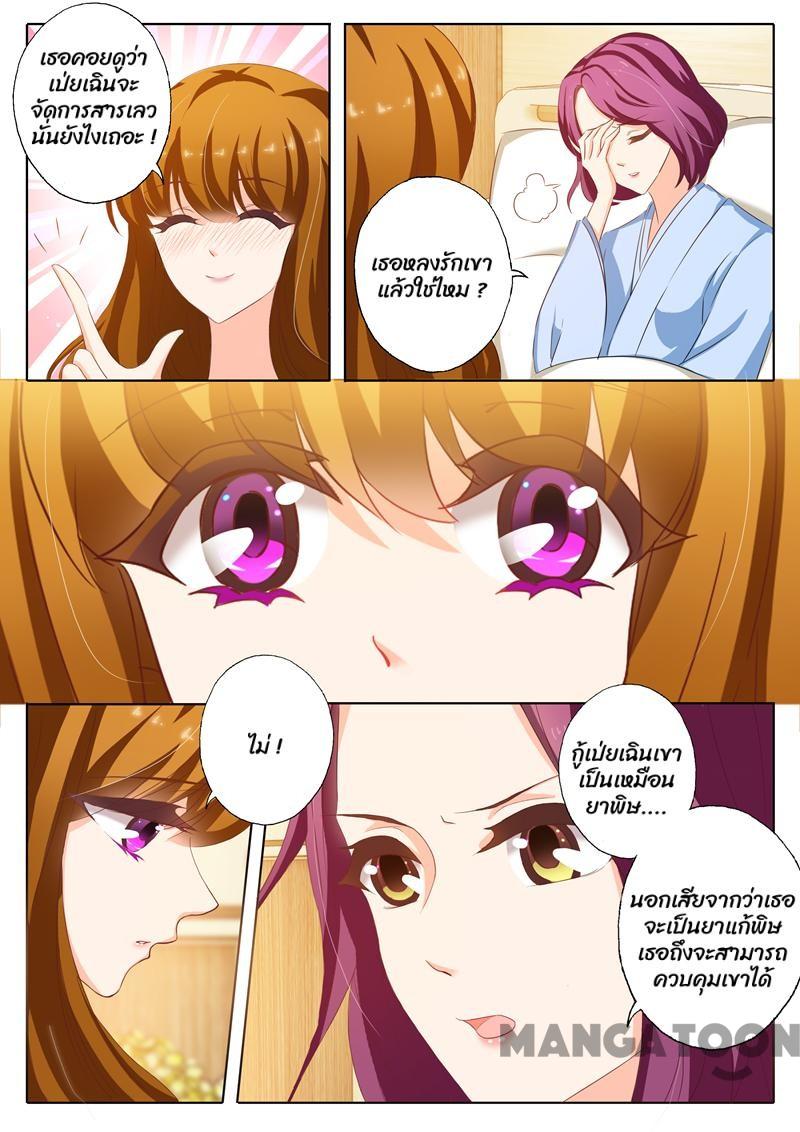 เธอคอยดูว่า
เป่ยเฉินจะ
จัดการสารเลว
นั่นยังไงเถอะ !
เธอหลงรักเขา
แล้วใช่ไหม ?
ไม่ !
กู้เป่ยเฉินเขา
เป็นเหมือน
ยาพิษ....
นอกเสียจากว่าเธอ
จะเป็นยาแก้พิษ
เธอถึงจะสามารถ
ควบคุมเขาได้
MANGATOON